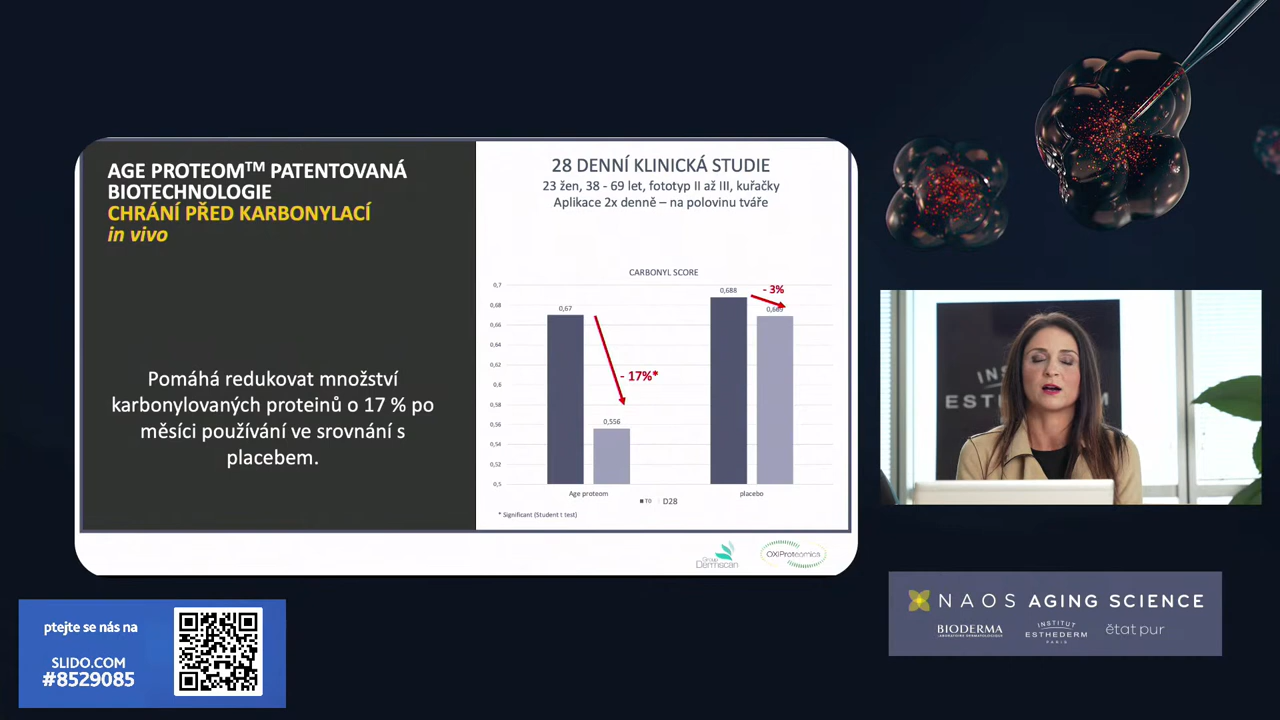 AGE PROTEOM™ PATENTOVANÁ
BIOTECHNOLOGIE
CHRÁNÍ PŘED KARBONYLACÍ
in vivo
Pomáhá redukovat množství
karbonylovaných proteinů o 17 % po
měsíci používání ve srovnání s
placebem.
28 DENNÍ KLINICKÁ STUDIE
23 žen, 38 - 69 let, fototyp II až III, kuřačky
Aplikace 2x denně – na polovinu tváře
CARBONYL SCORE
0,7
0,68
0,66
0,64
0,62
0,6
0,58
0,56
0,54
0,52
0,5
0,67
- 17%*
0,556
0,688
- 3%
Age proteom
placebo
T0
D28
* Significant (Student t test)
Groupe
Dermscan
OXIProteomics
ESTHEDERM
NAOS AGING SCIENCE
BIODERMA
LABORATOIRE DERMATOLOGIQUE
INSTITUT
ESTHEDERM
PARIS
état pur
ptejte se nás na
SLIDO.COM
#8529085